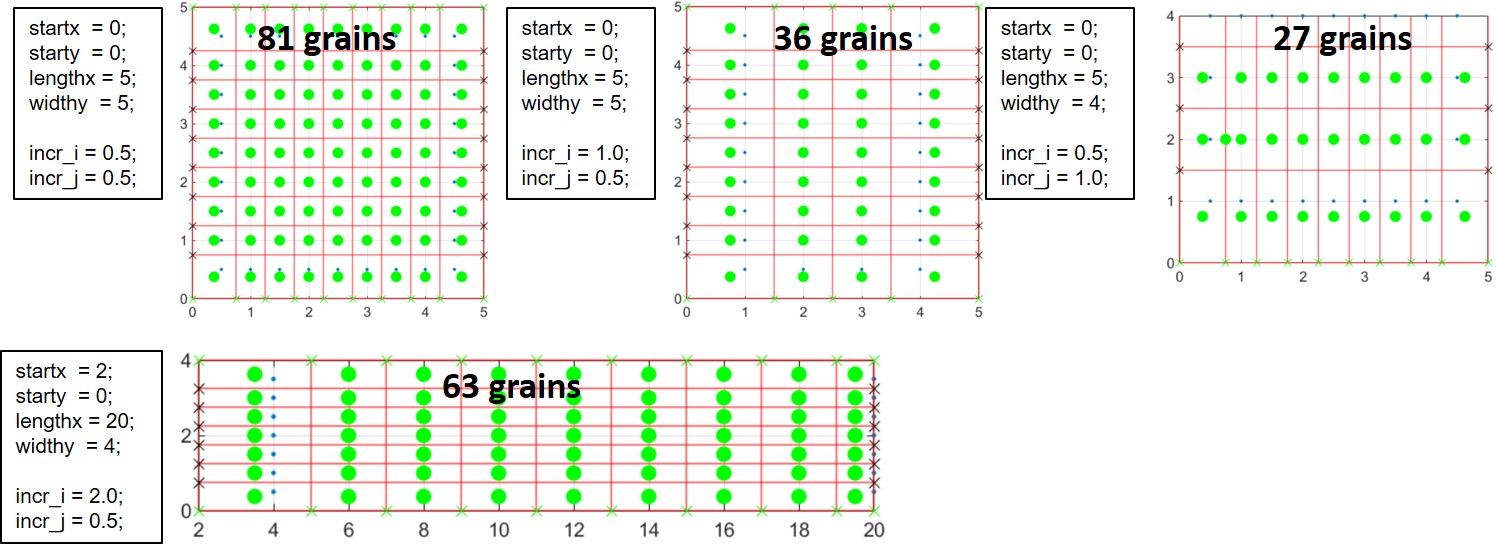 startx = 0;
starty = 0;
lengthx = 5;
widthy = 5;
incr_i = 0.5;
incr_j = 0.5;
81 grains
5
4
3
2
1
0
0 1 2 3 4 5
startx = 0;
starty = 0;
lengthx = 5;
widthy = 5;
incr_i = 1.0;
incr_j = 0.5;
36 grains
5
4
3
2
1
0
0 1 2 3 4 5
startx = 0;
starty = 0;
lengthx = 5;
widthy = 4;
incr_i = 0.5;
incr_j = 1.0;
27 grains
4
3
2
1
0
0 1 2 3 4 5
startx = 2;
starty = 0;
lengthx = 20;
widthy = 4;
incr_i = 2.0;
incr_j = 0.5;
63 grains
4
2
0
2 4 6 8 10 12 14 16 18 20